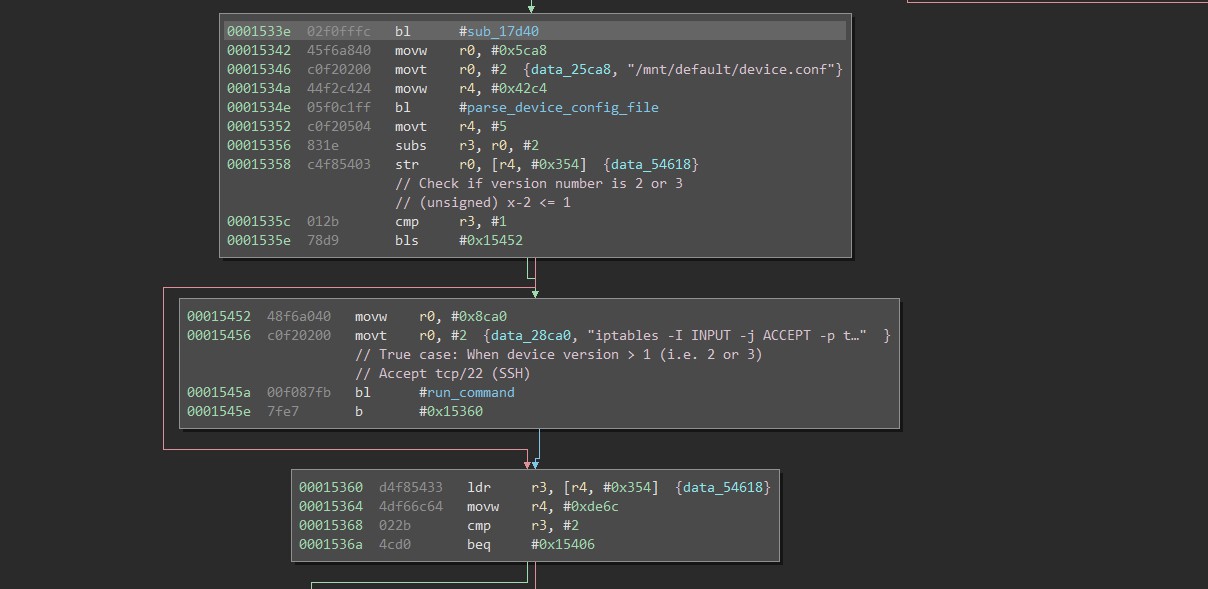 0001533e 02f0fffc bl #sub_17d40
00015342 45f6a840 movw r0, #0x5ca8
00015346 c0f20200 movt r0, #2 {data_25ca8, "/mnt/default/device.conf"}
0001534a 44f2c424 movw r4, #0x42c4
0001534e 05f0c1ff bl #parse_device_config_file
00015352 c0f20504 movt r4, #5
00015356 831e subs r3, r0, #2
00015358 c4f85403 str r0, [r4, #0x354] {data_54618}
// Check if version number is 2 or 3
// (unsigned) x-2 <= 1
0001535c 012b cmp r3, #1
0001535e 78d9 bls #0x15452
00015452 48f6a040 movw r0, #0x8ca0
00015456 c0f20200 movt r0, #2 {data_28ca0, "iptables -I INPUT -j ACCEPT -p t…" }
// True case: When device version > 1 (i.e. 2 or 3)
// Accept tcp/22 (SSH)
0001545a 00f087fb bl #run_command
0001545e 7fe7 b #0x15360
00015360 d4f85433 ldr r3, [r4, #0x354] {data_54618}
00015364 4df66c64 movw r4, #0xde6c
00015368 022b cmp r3, #2
0001536a 4cd0 beq #0x15406